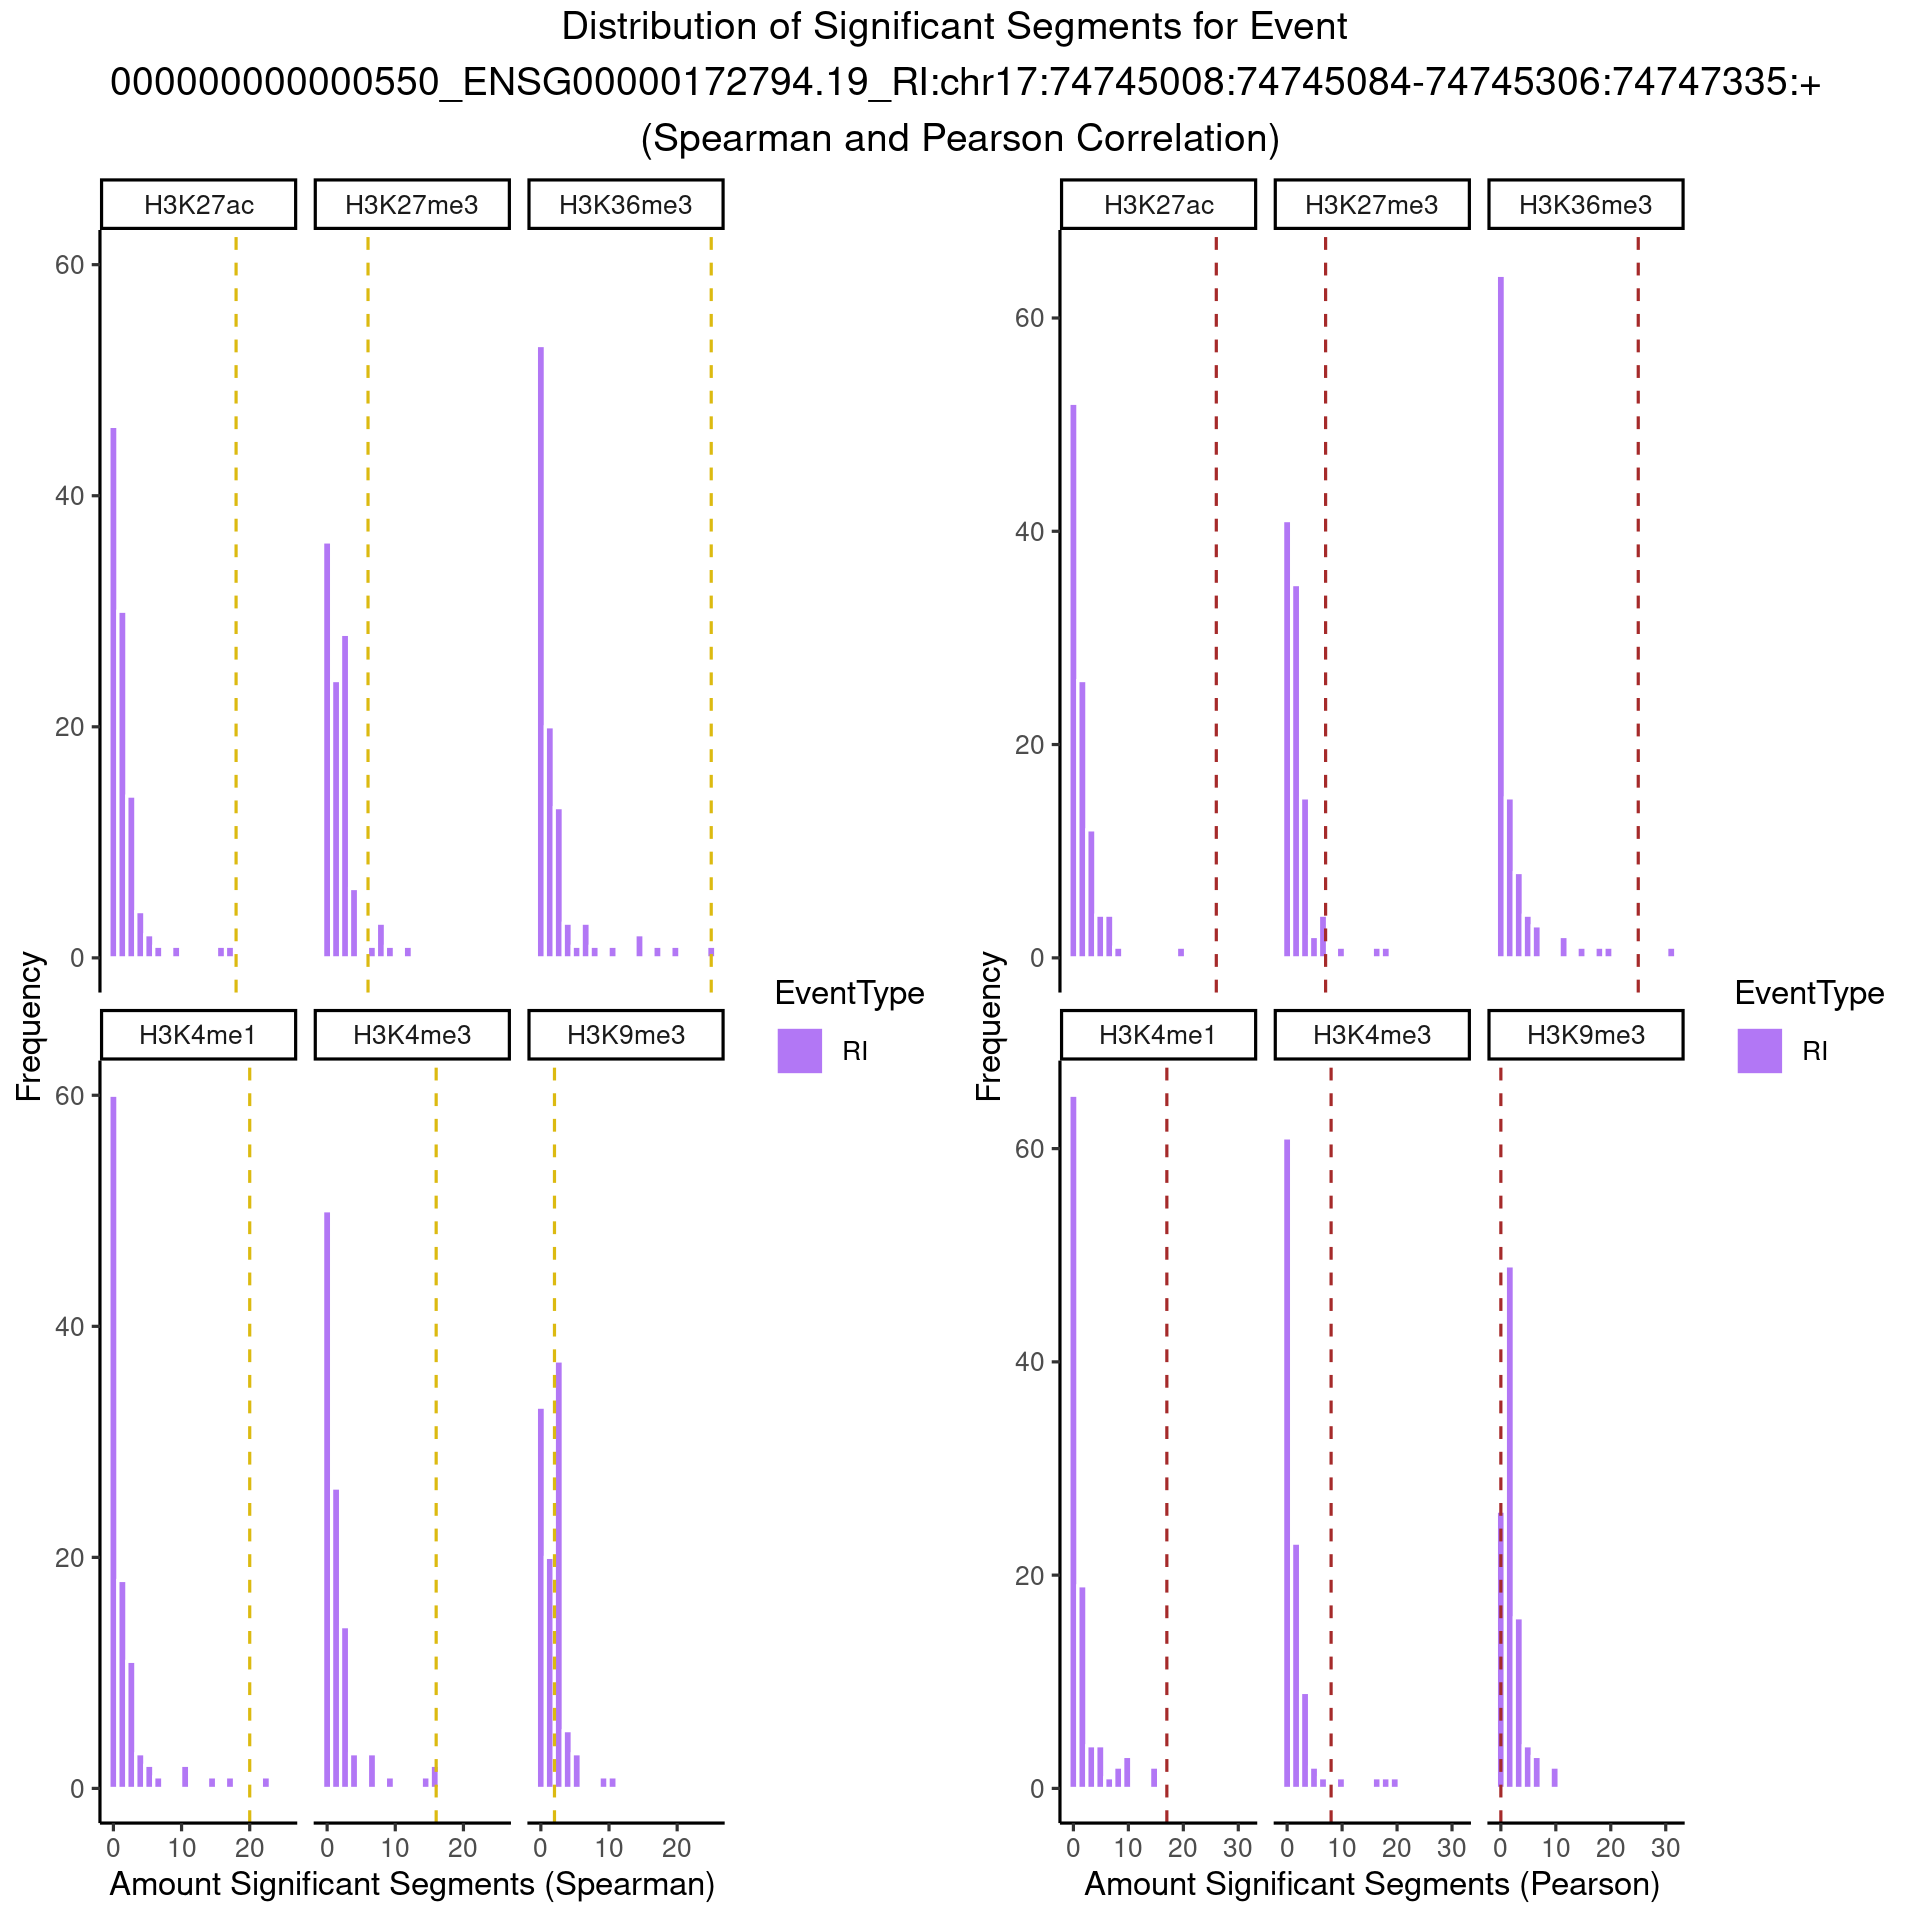 Distribution of Significant Segments for Event
000000000000550_ENSG00000172794.19_RI:chr17:74745008:74745084-74745306:74747335:+
(Spearman and Pearson Correlation)
H3K27ac H3K27me3 H3K36me3
60
40
20
0
H3K4me1 H3K4me3 H3K9me3
60
40
20
0
0 10 20 0 10 20 0 10 20
Frequency
Amount Significant Segments (Spearman)
EventType
RI
H3K27ac H3K27me3 H3K36me3
60
40
20
0
H3K4me1 H3K4me3 H3K9me3
60
40
20
0
0 10 20 30 0 10 20 30 0 10 20 30
Frequency
Amount Significant Segments (Pearson)
EventType
RI